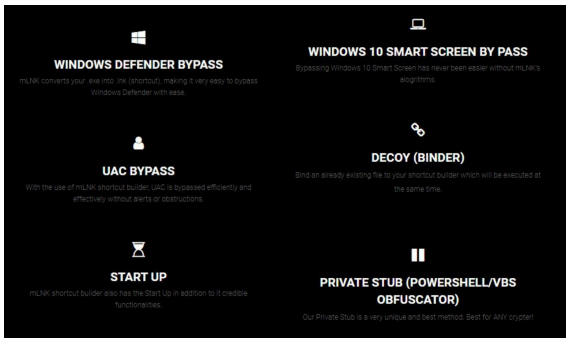 WINDOWS DEFENDER BYPASS
mLNK converts your .exe into .lnk (shortcut), making it very easy to bypass
Windows Defender with ease.
WINDOWS 10 SMART SCREEN BY PASS
Bypassing Windows 10 Smart Screen has never been easier without mLNK's
alogrithms.
UAC BYPASS
With the use of mLNK shortcut builder, UAC is bypassed efficiently and
effectively without alerts or obstructions.
DECOY (BINDER)
Bind an already existing file to your shortcut builder which will be executed at
the same time.
START UP
mLNK shortcut builder also has the Start Up in addition to it credible
functionalities.
PRIVATE STUB (POWERSHELL/VBS
OBFUSCATOR)
Our Private Stub is a very unique and best method. Best for ANY crypter!